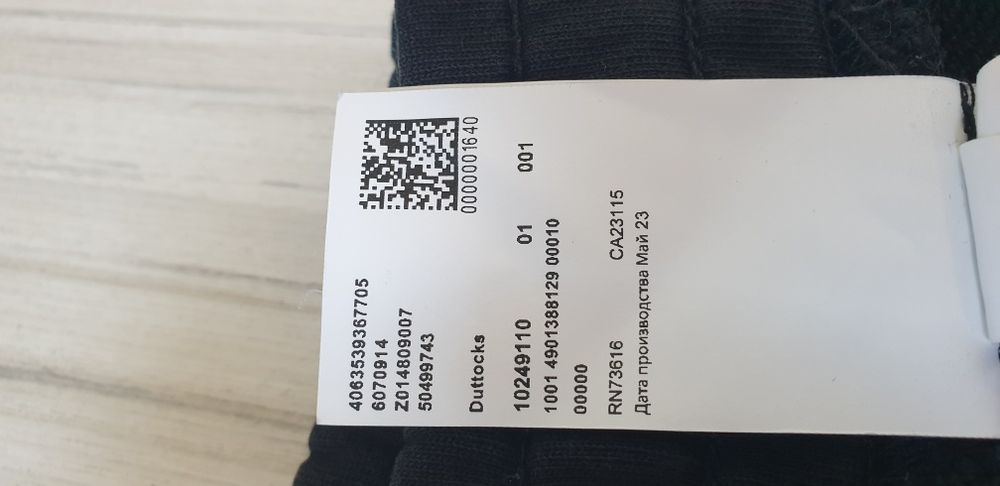 4063539367705
6070914
Z014809007
50499743
0000001640
Duttocks
10249110 01 001
1001 4901388129 00010
00000
RN73616 CA23115
Дата производства Май 23